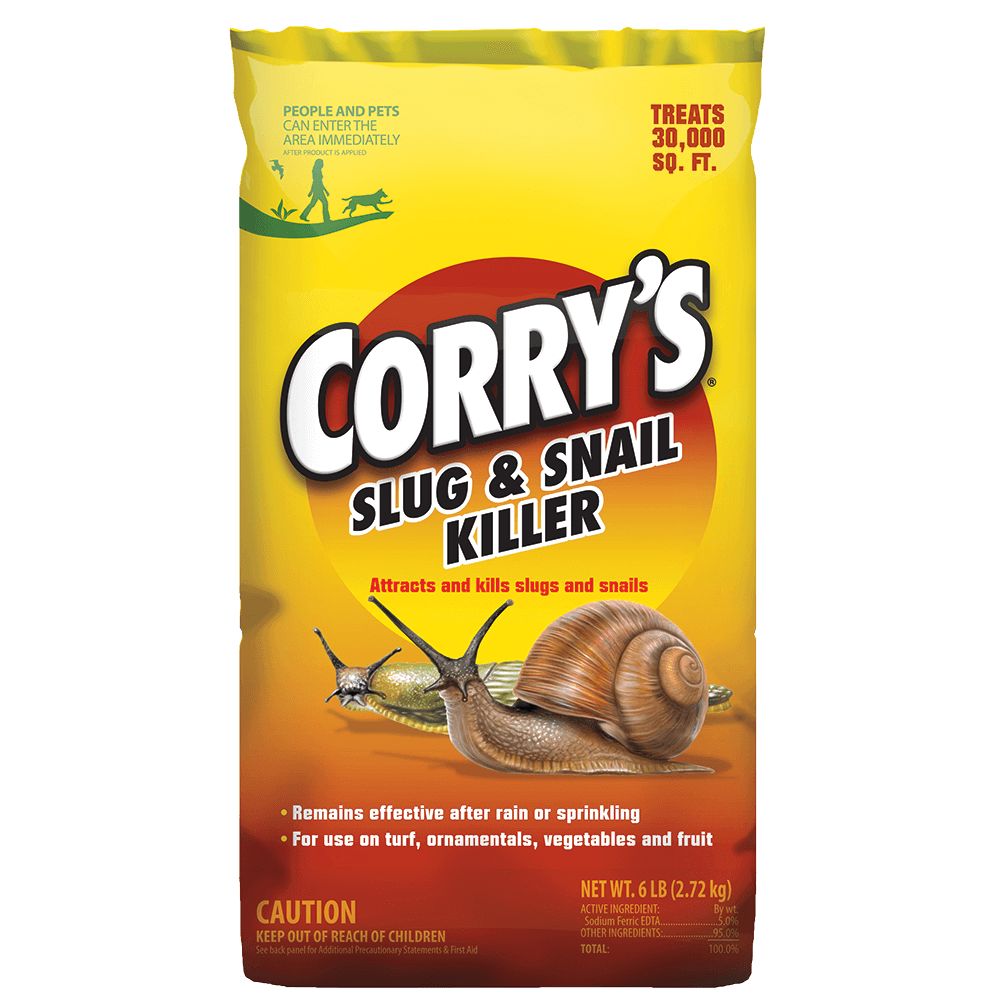 PEOPLE AND PETS
CAN ENTER THE
AREA IMMEDIATELY
AFTER PRODUCT IS APPLIED
TREATS
30,000
SQ. FT.
CORRY'S®
SLUG & SNAIL
KILLER
Attracts and kills slugs and snails
• Remains effective after rain or sprinkling
• For use on turf, ornamentals, vegetables and fruit
CAUTION
KEEP OUT OF REACH OF CHILDREN
See back panel for Additional Precautionary Statements & First Aid
NET WT. 6 LB (2.72 kg)
ACTIVE INGREDIENT: By wt.
Sodium Ferric EDTA.....................5.0%
OTHER INGREDIENTS:...................95.0%
TOTAL: 100.0%